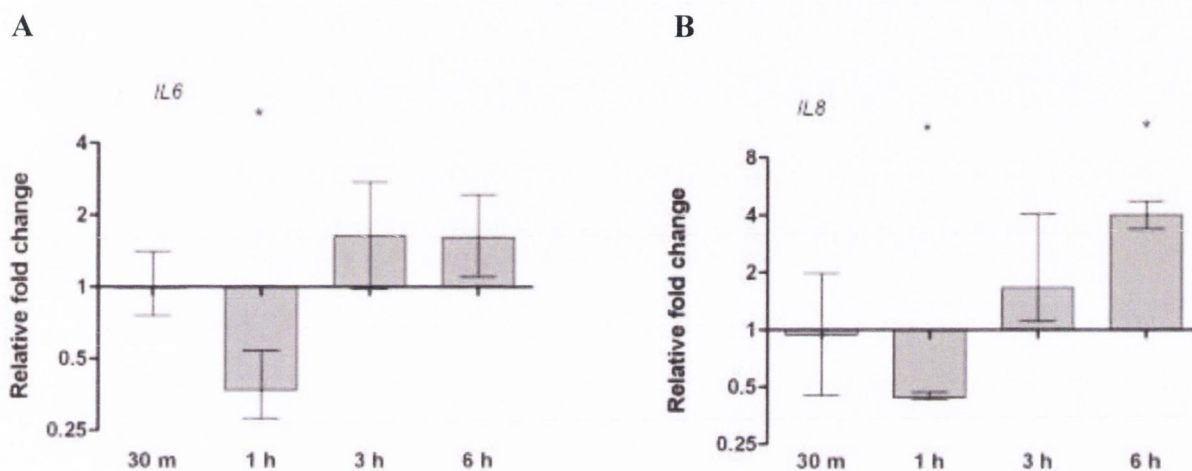 A
IL6
*
Relative fold change
4
2
1
0.5
0.25
30 m 1 h 3 h 6 h
B
IL8
* *
Relative fold change
8
4
2
1
0.5
0.25
30 m 1 h 3 h 6 h